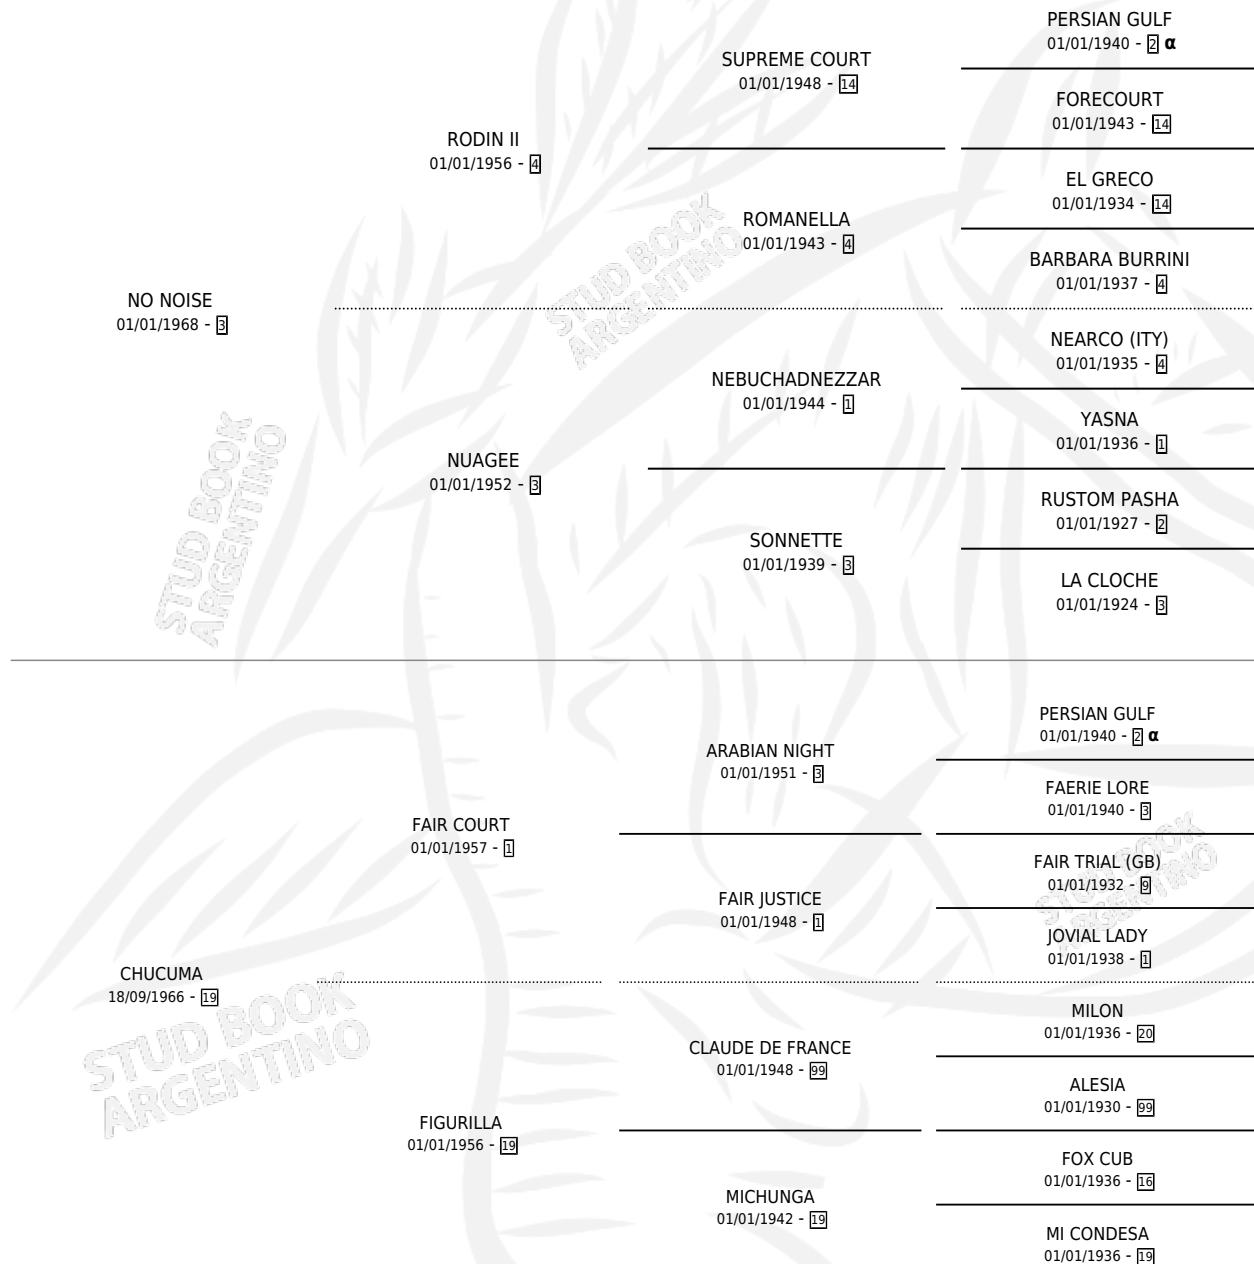 PERSIAN GULF
01/01/1940 - 2 α
SUPREME COURT
01/01/1948 - 14
FORECOURT
01/01/1943 - 14
RODIN II
01/01/1956 - 4
EL GRECO
01/01/1934 - 14
ROMANELLA
01/01/1943 - 4
BARBARA BURRINI
01/01/1937 - 4
NO NOISE
01/01/1968 - 3
NEARCO (ITY)
01/01/1935 - 4
NEBUCHADNEZZAR
01/01/1944 - 1
YASNA
01/01/1936 - 1
NUAGEE
01/01/1952 - 3
RUSTOM PASHA
01/01/1927 - 2
SONNETTE
01/01/1939 - 3
LA CLOCHE
01/01/1924 - 3
STUD BOOK
ARGENTINO
STUD BOOK
ARGENTINO
PERSIAN GULF
01/01/1940 - 2 α
ARABIAN NIGHT
01/01/1951 - 3
FAERIE LORE
01/01/1940 - 3
FAIR COURT
01/01/1957 - 1
FAIR TRIAL (GB)
01/01/1932 - 9
FAIR JUSTICE
01/01/1948 - 1
JOVIAL LADY
01/01/1938 - 1
CHUCUMA
18/09/1966 - 19
MILON
01/01/1936 - 20
CLAUDE DE FRANCE
01/01/1948 - 99
ALESIA
01/01/1930 - 99
FIGURILLA
01/01/1956 - 19
FOX CUB
01/01/1936 - 16
MICHUNGA
01/01/1942 - 19
MI CONDESA
01/01/1936 - 19
STUD BOOK
ARGENTINO
STUD BOOK
ARGENTINO